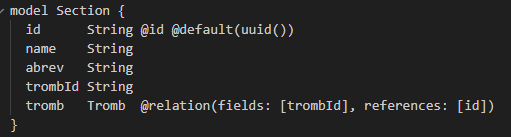 model Section {
id String @id @default(uuid())
name String
abrev String
trombId String
tromb Tromb @relation(fields: [trombId], references: [id])
}